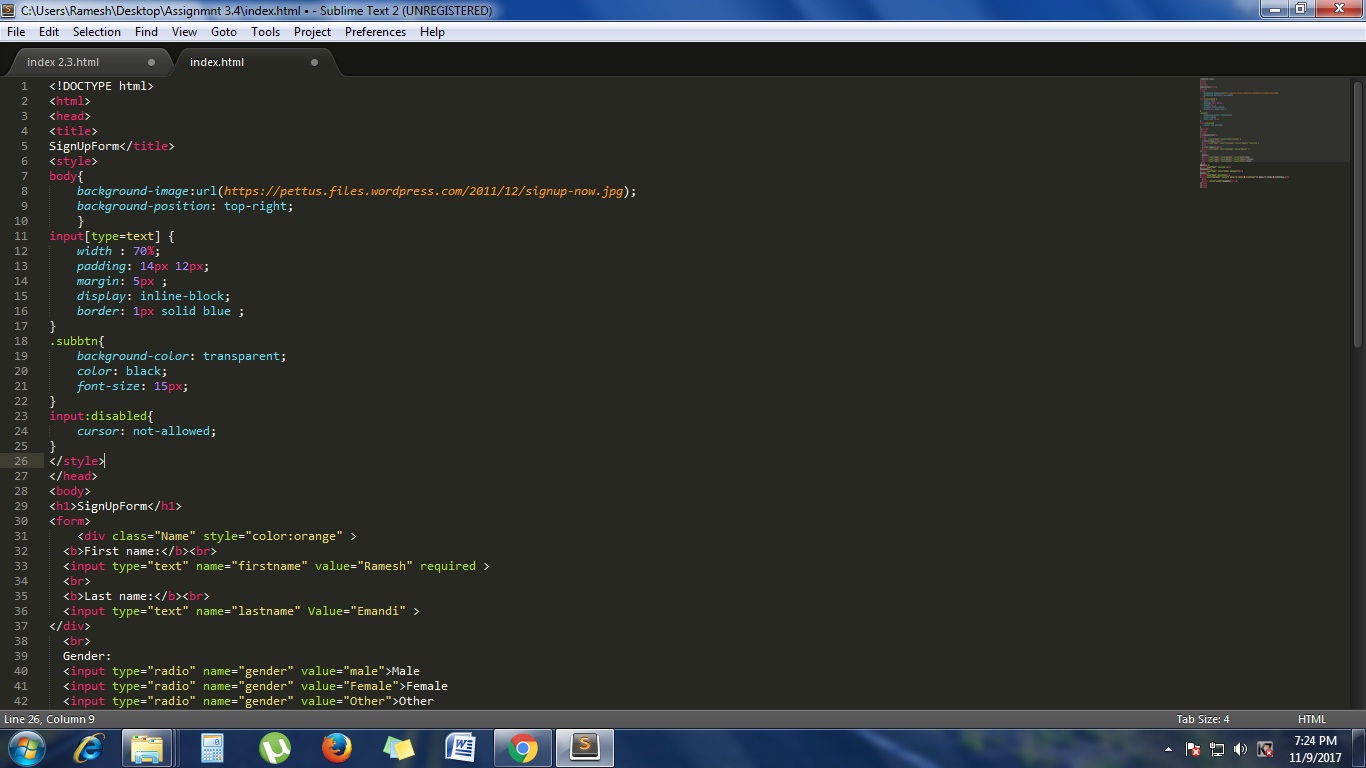 C:\Users\Ramesh\Desktop\Assignmnt 3.4\index.html • - Sublime Text 2 (UNREGISTERED)
File Edit Selection Find View Goto Tools Project Preferences Help
index 2.3.html index.html
1 <!DOCTYPE html>
2 <html>
3 <head>
4 <title>
5 SignUpForm</title>
6 <style>
7 body{
8 background-image:url(https://pettus.files.wordpress.com/2011/12/signup-now.jpg);
9 background-position: top-right;
10 }
11 input[type=text] {
12 width : 70%;
13 padding: 14px 12px;
14 margin: 5px ;
15 display: inline-block;
16 border: 1px solid blue ;
17 }
18 .subbtn{
19 background-color: transparent;
20 color: black;
21 font-size: 15px;
22 }
23 input:disabled{
24 cursor: not-allowed;
25 }
26 </style>
27 </head>
28 <body>
29 <h1>SignUpForm</h1>
30 <form>
31 <div class="Name" style="color:orange" >
32 <b>First name:</b><br>
33 <input type="text" name="firstname" value="Ramesh" required >
34 <br>
35 <b>Last name:</b><br>
36 <input type="text" name="lastname" Value="Emandi" >
37 </div>
38 <br>
39 Gender:
40 <input type="radio" name="gender" value="male">Male
41 <input type="radio" name="gender" value="Female">Female
42 <input type="radio" name="gender" value="Other">Other
Line 26, Column 9 Tab Size: 4 HTML
7:24 PM
11/9/2017